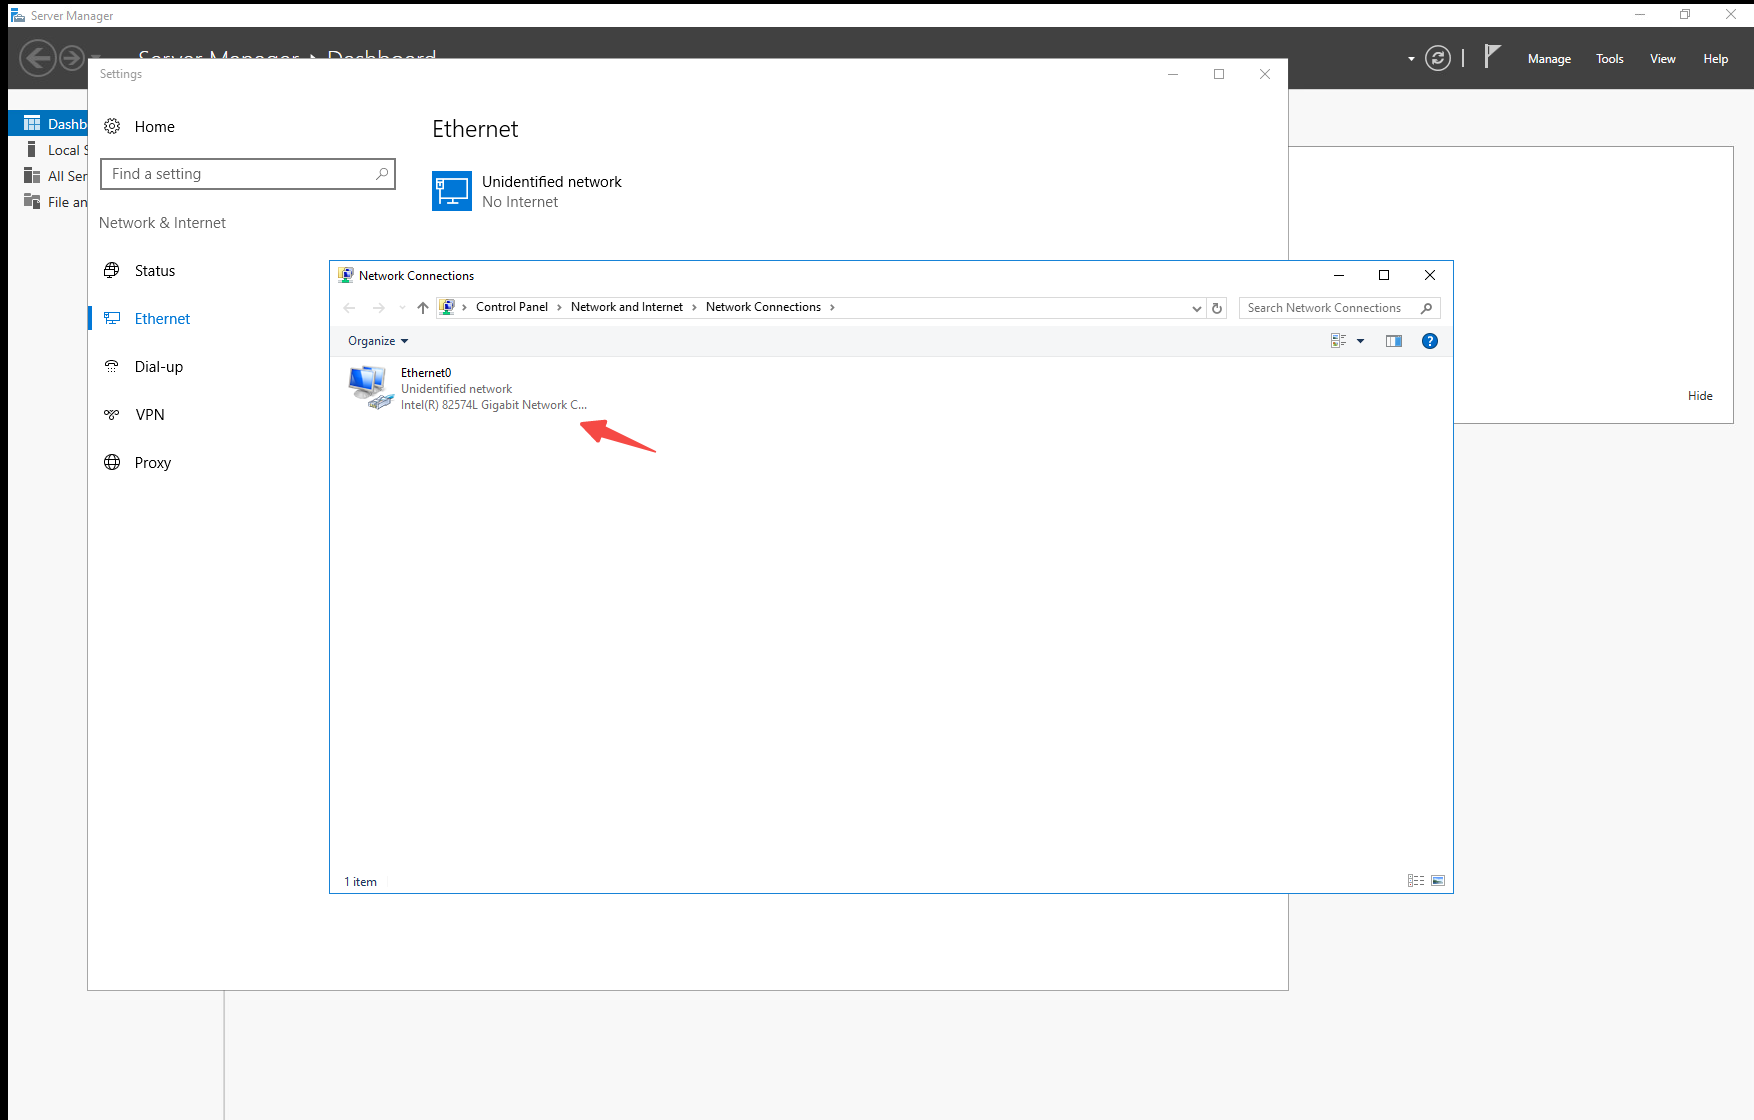 Server Manager
Server Manager › Dashboard
Manage
Tools
View
Help
Dashb
Local S
All Ser
File an
Hide
Settings
Home
Find a setting
Network & Internet
Status
Ethernet
Dial-up
VPN
Proxy
Ethernet
Unidentified network
No Internet
Network Connections
Control Panel › Network and Internet › Network Connections ›
Search Network Connections
Organize
Ethernet0
Unidentified network
Intel(R) 82574L Gigabit Network C...
1 item